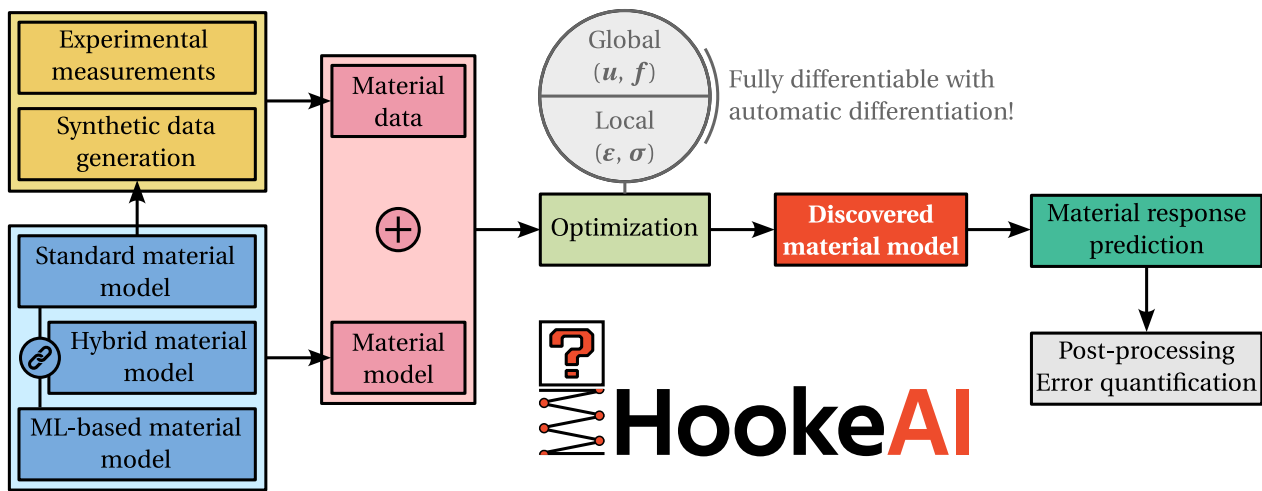 Experimental
measurements
Synthetic data
generation
Standard material
model
Hybrid material
model
ML-based material
model
Material
data
+
Material
model
Global
(u, f)
Local
(ε, σ)
Fully differentiable with
automatic differentiation!
Optimization
Discovered
material model
Material response
prediction
Post-processing
Error quantification
?
HookeAI